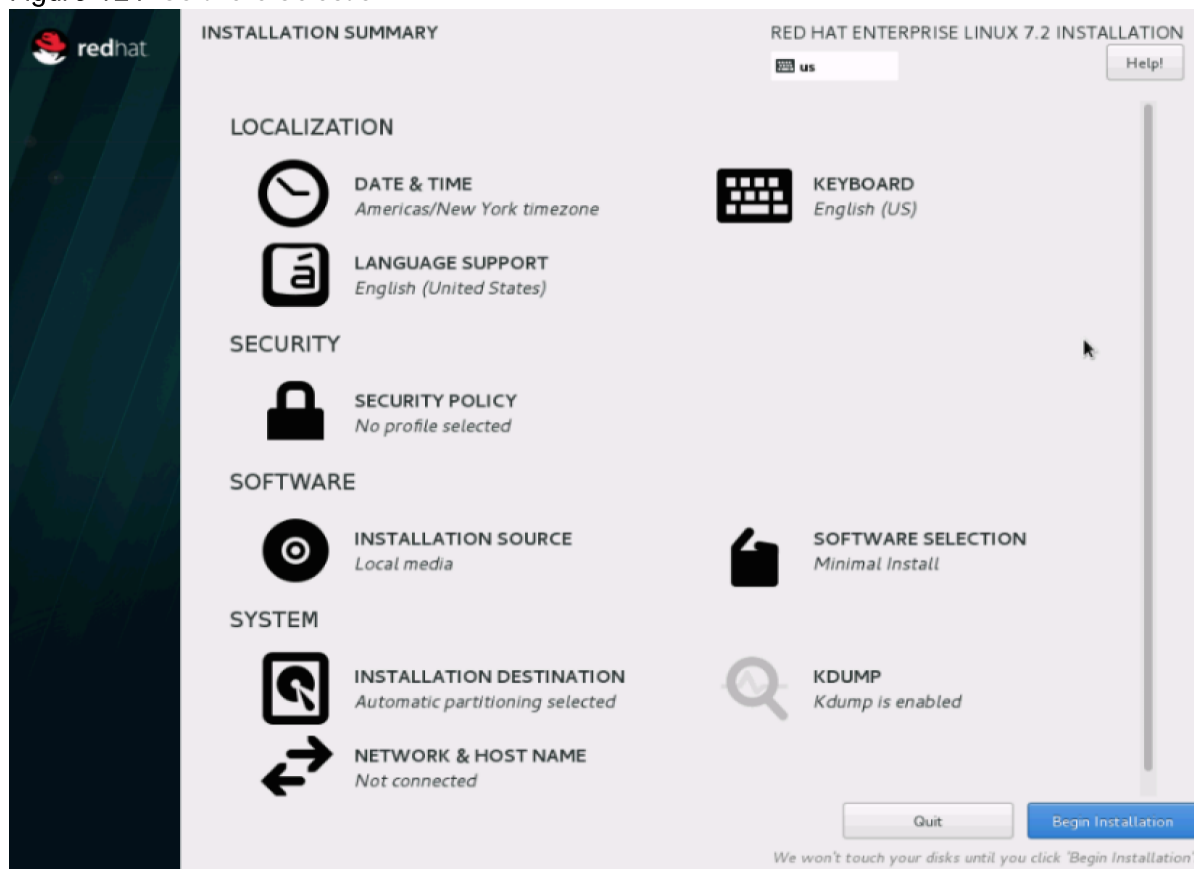 redhat
INSTALLATION SUMMARY
RED HAT ENTERPRISE LINUX 7.2 INSTALLATION
us
Help!
LOCALIZATION
DATE & TIME
Americas/New York timezone
KEYBOARD
English (US)
LANGUAGE SUPPORT
English (United States)
SECURITY
SECURITY POLICY
No profile selected
SOFTWARE
INSTALLATION SOURCE
Local media
SOFTWARE SELECTION
Minimal Install
SYSTEM
INSTALLATION DESTINATION
Automatic partitioning selected
KDUMP
Kdump is enabled
NETWORK & HOST NAME
Not connected
Quit
Begin Installation
We won't touch your disks until you click 'Begin Installation'